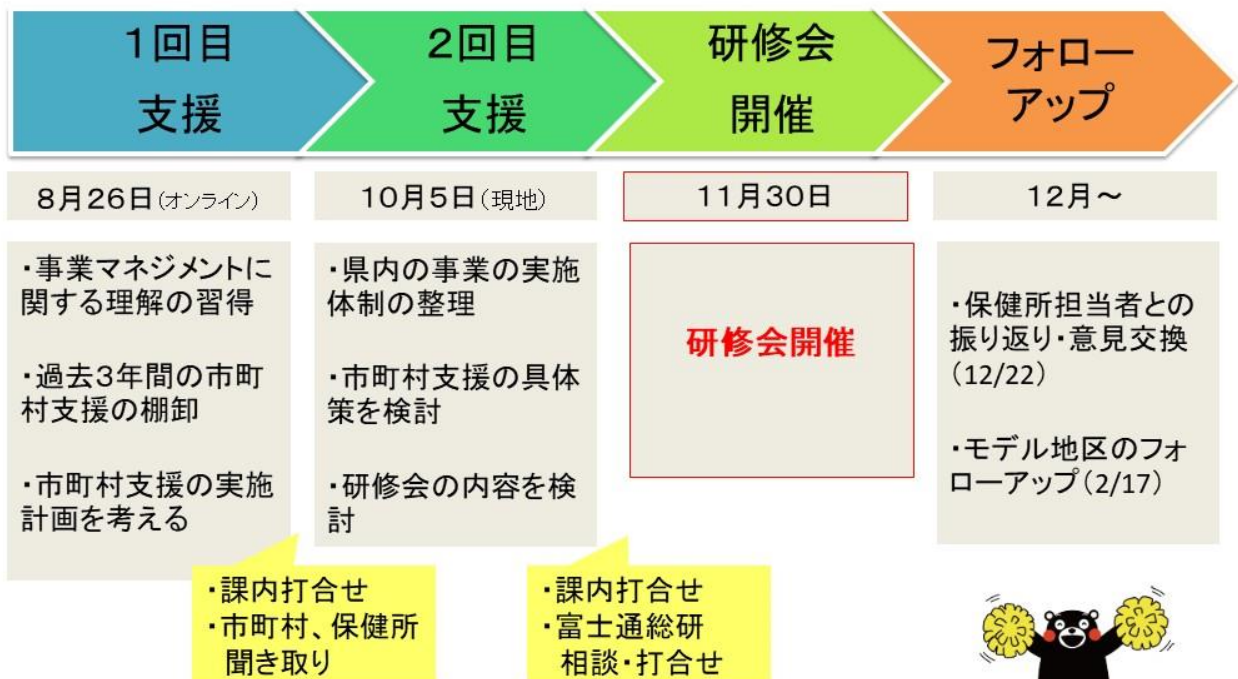 1回目
支援
2回目
支援
研修会
開催
フォロー
アップ
8月26日(オンライン)
10月5日(現地)
11月30日
12月~
・事業マネジメントに
関する理解の習得
・過去3年間の市町
村支援の棚卸
・市町村支援の実施
計画を考える
・県内の事業の実施
体制の整理
・市町村支援の具体
策を検討
・研修会の内容を検
討
研修会開催
・保健所担当者との
振り返り・意見交換
(12/22)
・モデル地区のフォ
ローアップ(2/17)
・課内打合せ
・市町村、保健所
聞き取り
・課内打合せ
・富士通総研
相談・打合せ